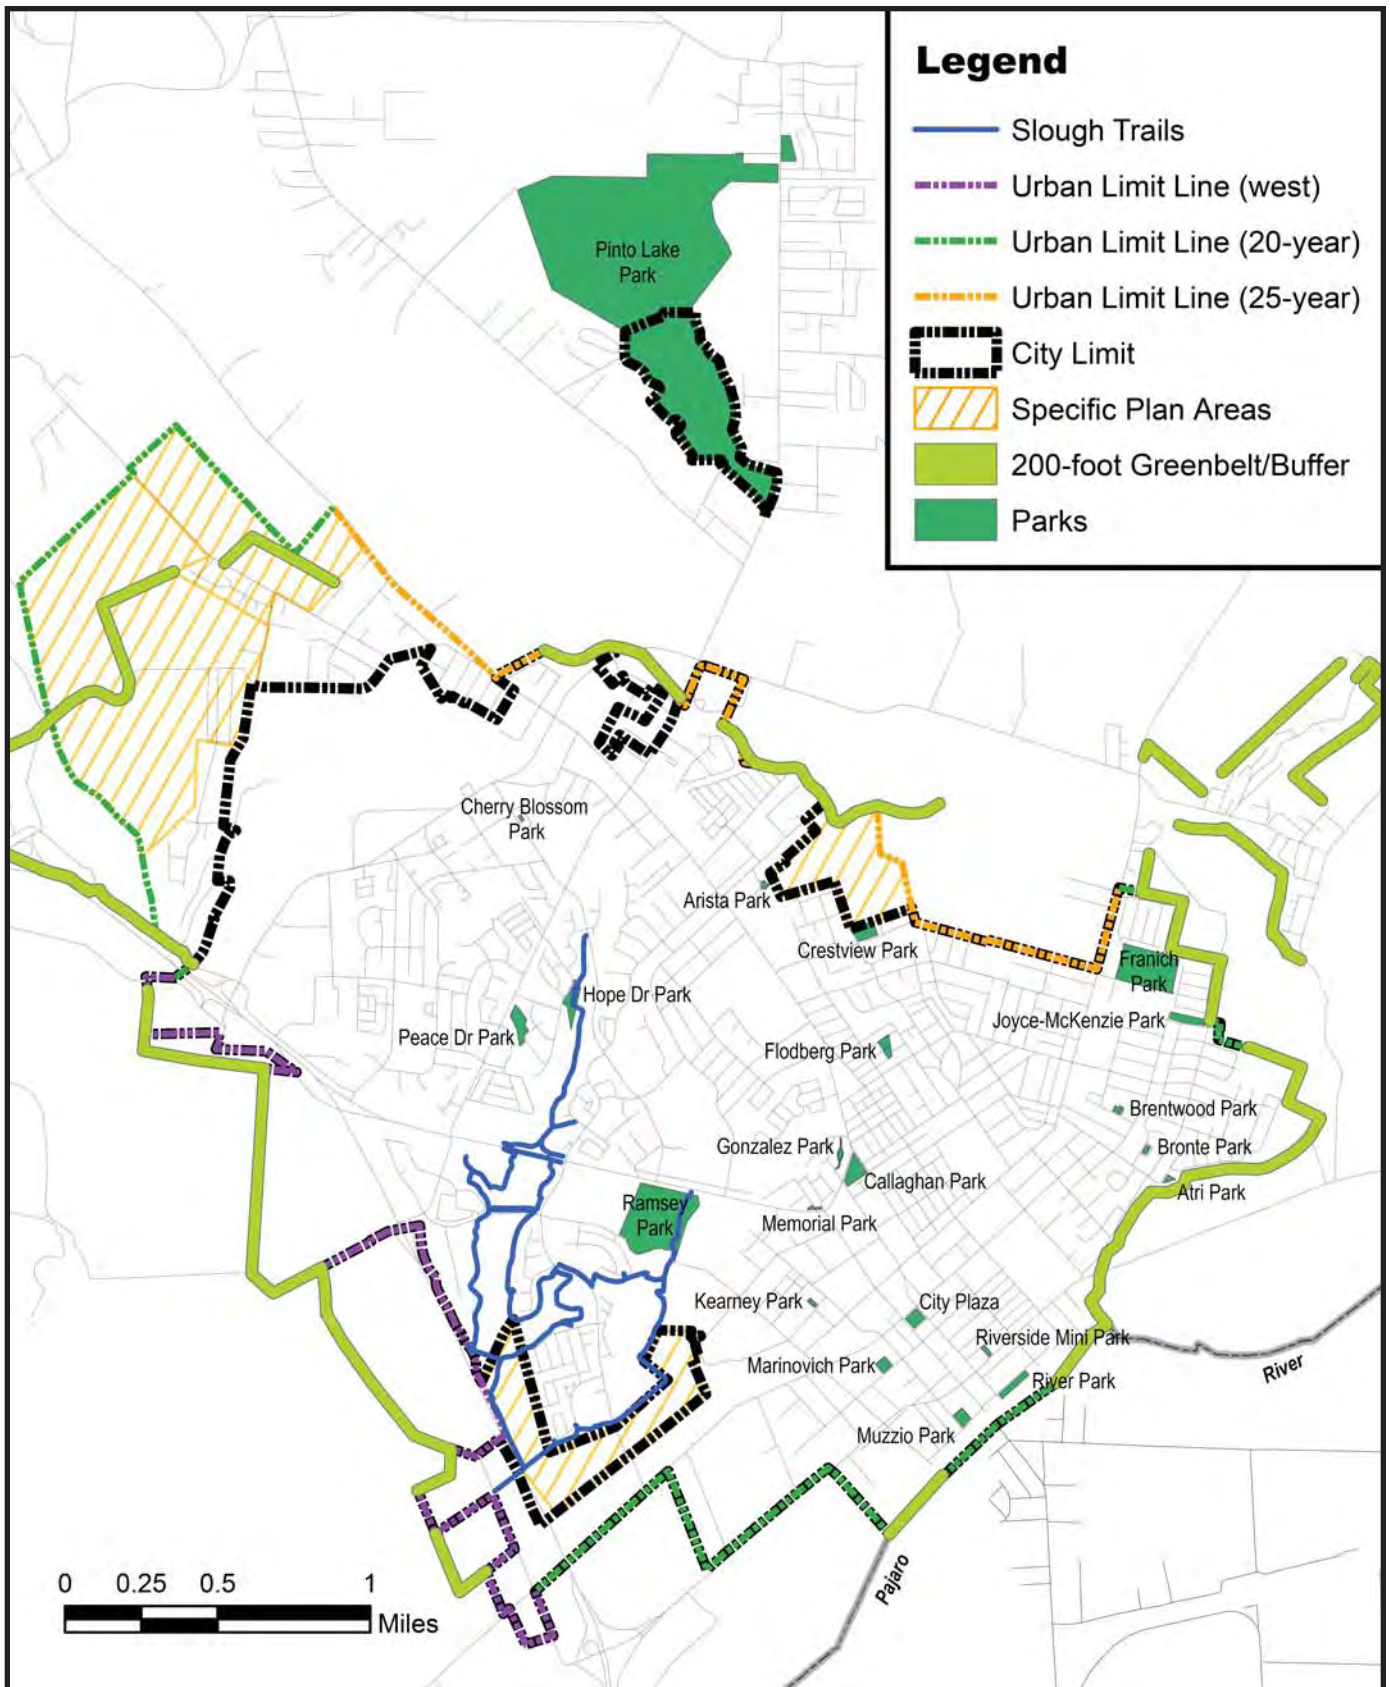 Legend
Slough Trails
Urban Limit Line (west)
Urban Limit Line (20-year)
Urban Limit Line (25-year)
City Limit
Specific Plan Areas
200-foot Greenbelt/Buffer
Parks
Pinto Lake
Park
Cherry Blossom
Park
Arista Park
Crestview Park
Franich
Park
Hope Dr Park
Joyce-McKenzie Park
Peace Dr Park
Flodberg Park
Brentwood Park
Gonzalez Park
Bronte Park
Callaghan Park
Atri Park
Ramsey
Park
Memorial Park
Kearney Park
City Plaza
Riverside Mini Park
Marinovich Park
River
River Park
Muzzio Park
Pajaro
0 0.25 0.5 1
Miles